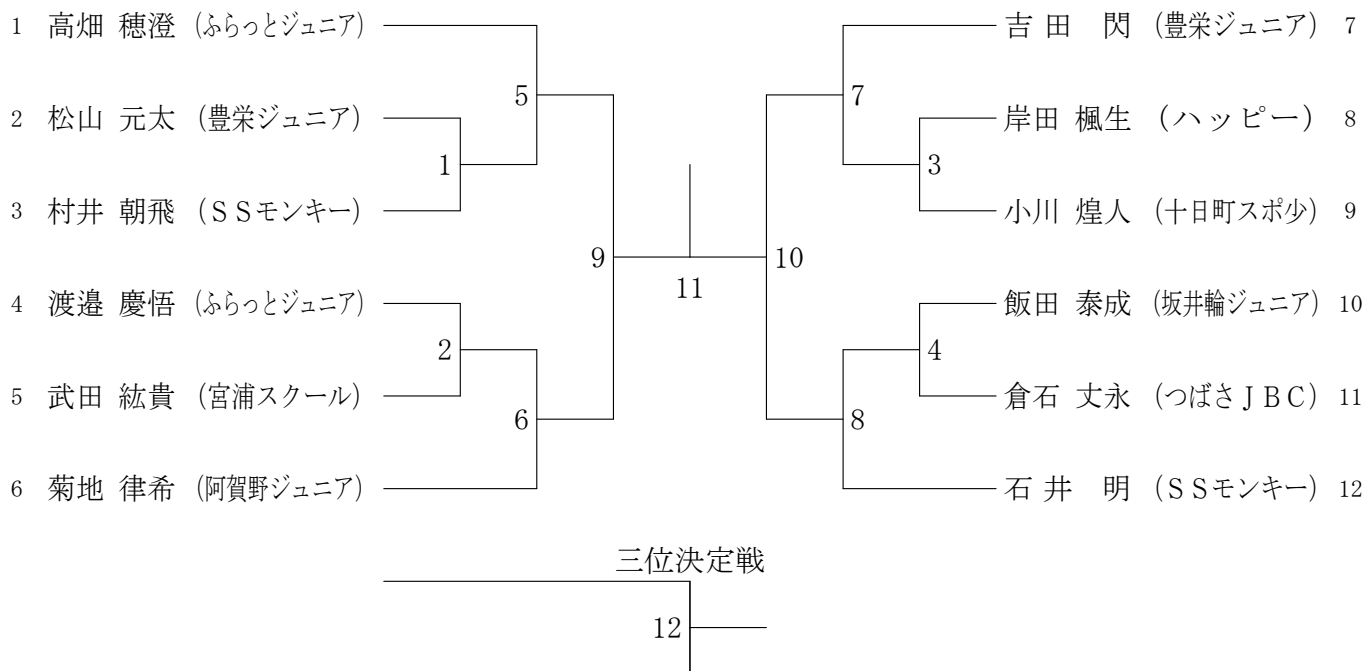 1 高畑 穂澄 (ふらっとジュニア)
2 松山 元太 (豊栄ジュニア)
3 村井 朝飛 (ＳＳモンキー)
4 渡邉 慶悟 (ふらっとジュニア)
5 武田 紘貴 (宮浦スクール)
6 菊地 律希 (阿賀野ジュニア)
5
1
2
6
9
11
10
7
3
4
8
吉 田　閃 (豊栄ジュニア) 7
岸田 楓生 (ハッピー) 8
小川 煌人 (十日町スポ少) 9
飯田 泰成 (坂井輪ジュニア) 10
倉石 丈永 (つばさＪＢＣ) 11
石 井　明 (ＳＳモンキー) 12
三位決定戦
12